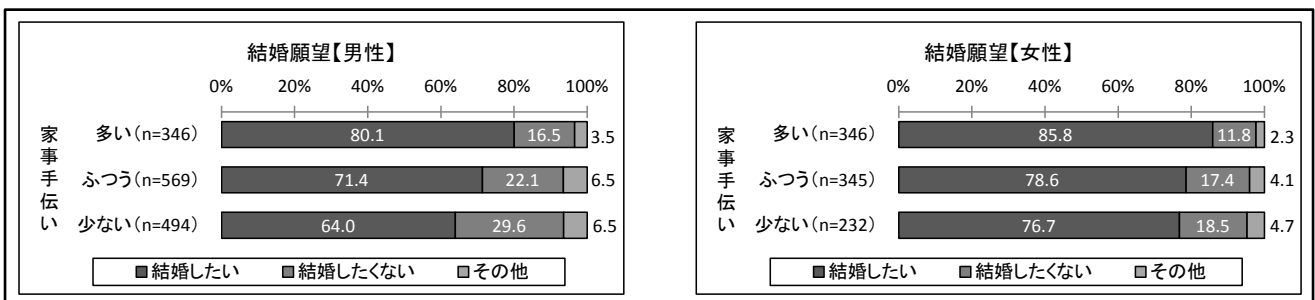 結婚願望【男性】
0% 20% 40% 60% 80% 100%
家事手伝い
多い(n=346) 80.1 16.5 3.5
ふつう(n=569) 71.4 22.1 6.5
少ない(n=494) 64.0 29.6 6.5
■結婚したい ■結婚したくない ■その他
結婚願望【女性】
0% 20% 40% 60% 80% 100%
家事手伝い
多い(n=346) 85.8 11.8 2.3
ふつう(n=345) 78.6 17.4 4.1
少ない(n=232) 76.7 18.5 4.7
■結婚したい ■結婚したくない ■その他